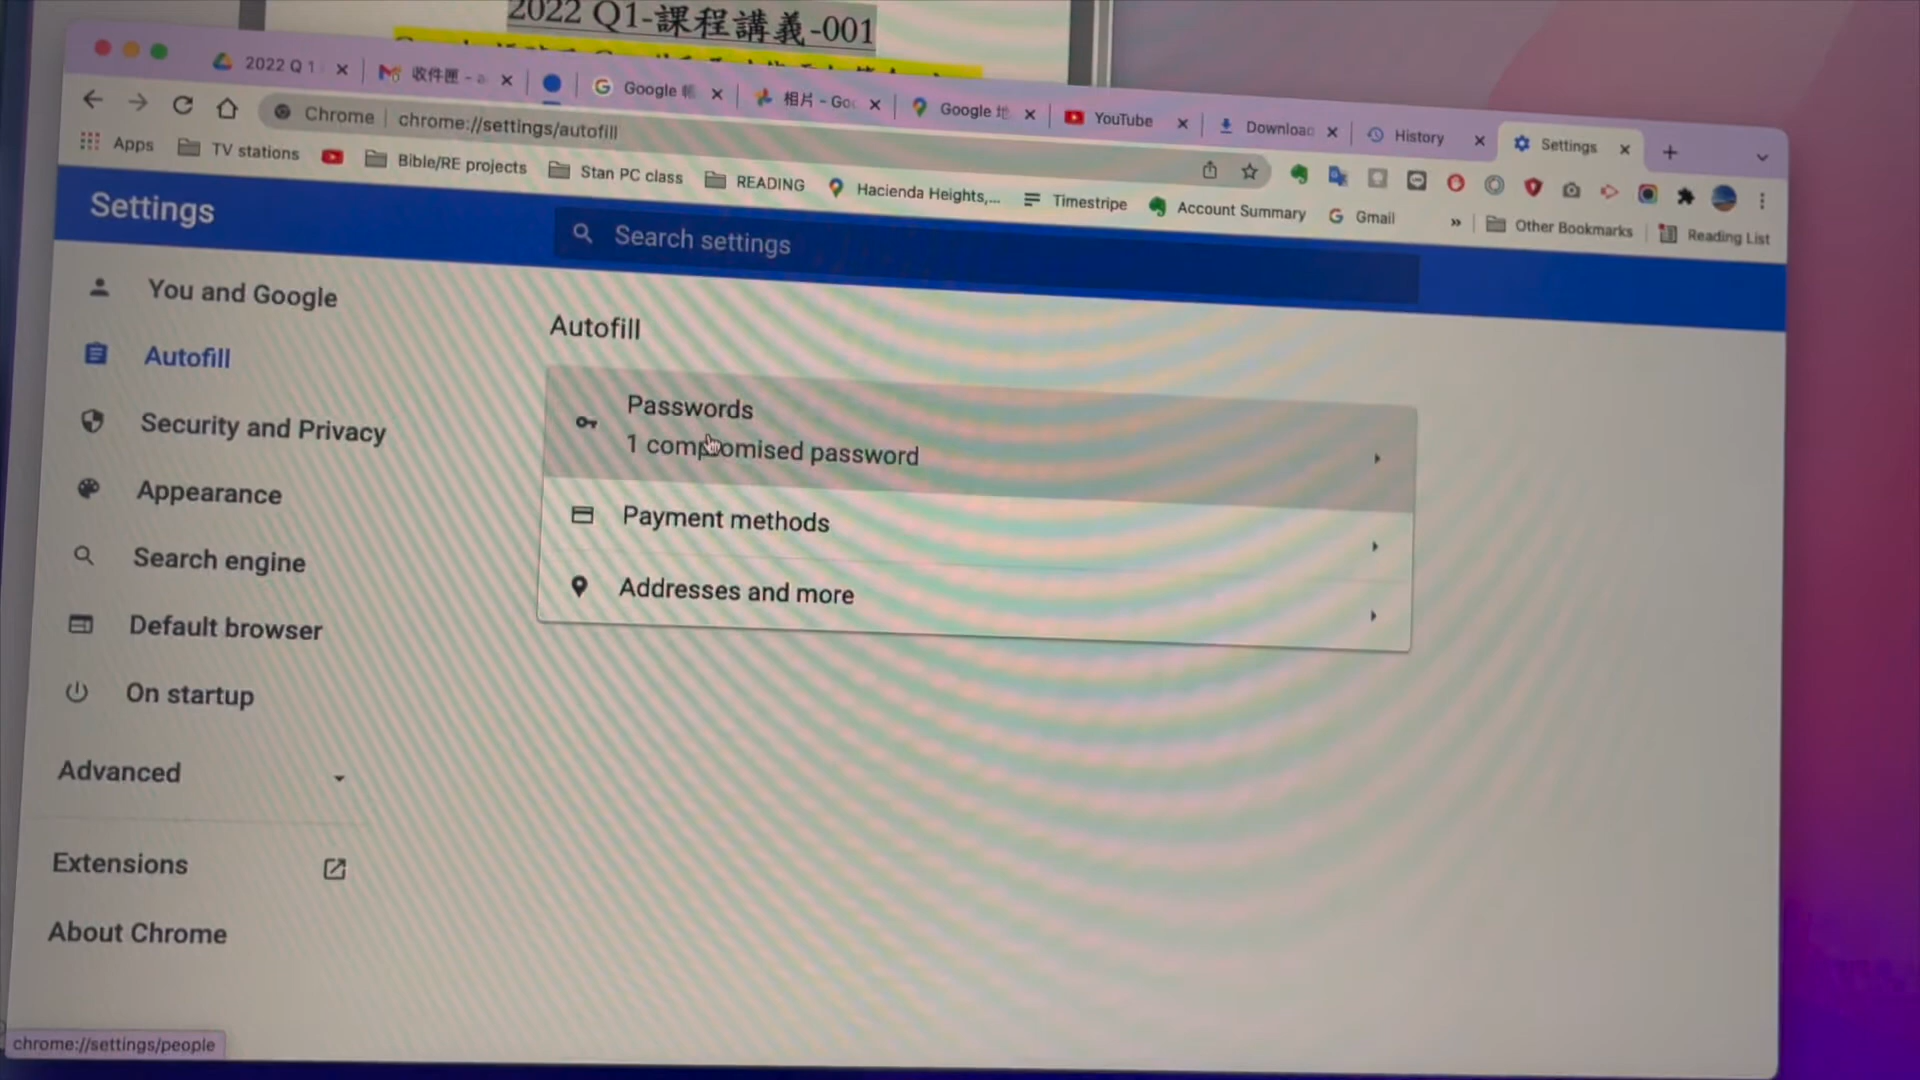 2022 Q1-課程講義-001
2022 Q 1
收件匣 -
Google
相片 - Goo
Google 地
YouTube
Download
History
Settings
Chrome
chrome://settings/autofill
Apps
TV stations
Bible/RE projects
Stan PC class
READING
Hacienda Heights,...
Timestripe
Account Summary
Gmail
»
Other Bookmarks
Reading List
Settings
Search settings
You and Google
Autofill
Security and Privacy
Appearance
Search engine
Default browser
On startup
Advanced
Extensions
About Chrome
Autofill
Passwords
1 compromised password
Payment methods
Addresses and more
chrome://settings/people